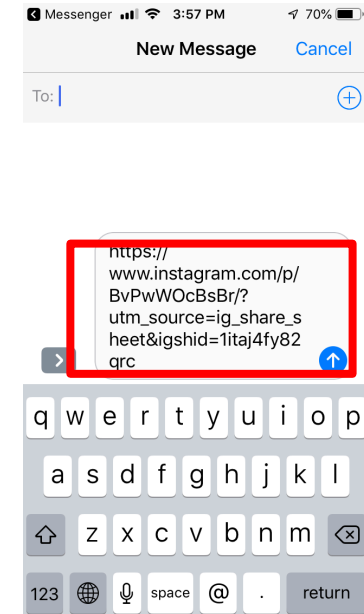 Messenger 3:57 PM 70%
New Message Cancel
To:
https://
www.instagram.com/p/
BvPwWOcBsBr/?
utm_source=ig_share_s
heet&igshid=1itaj4fy82
qrc
q w e r t y u i o p
a s d f g h j k l
z x c v b n m
123 space @ . return